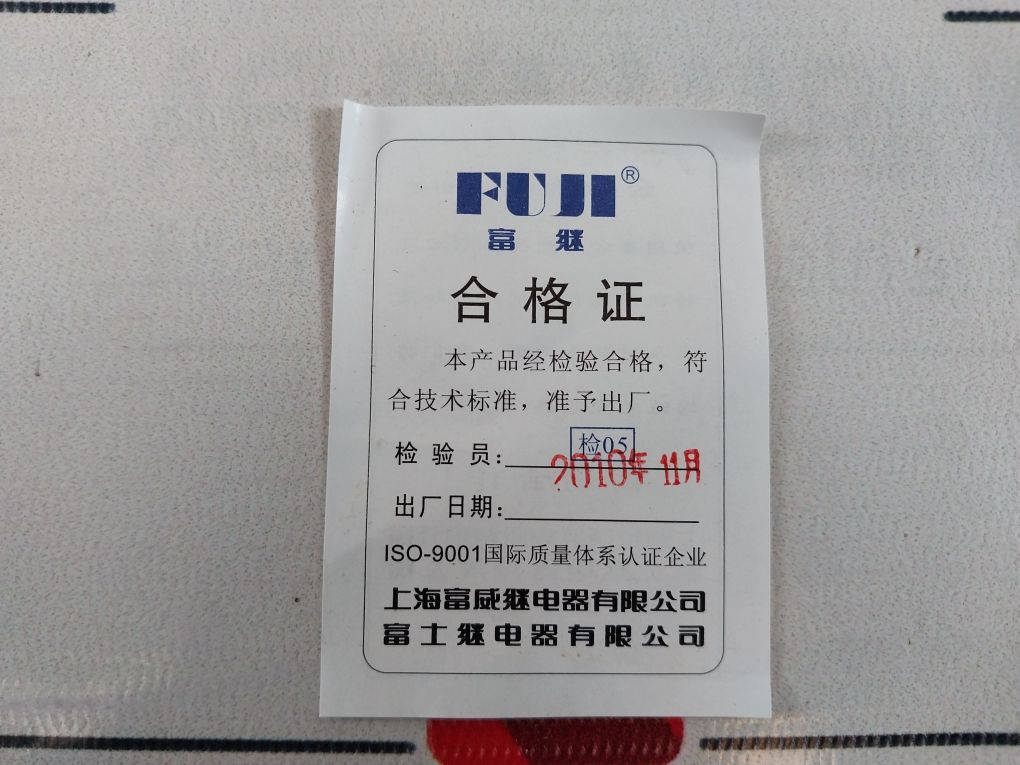 FUJI®
富继
合格证
本产品经检验合格，符
合技术标准，准予出厂。
检验员：检05
2010年11月
出厂日期：
ISO-9001国际质量体系认证企业
上海富威继电器有限公司
富士继电器有限公司